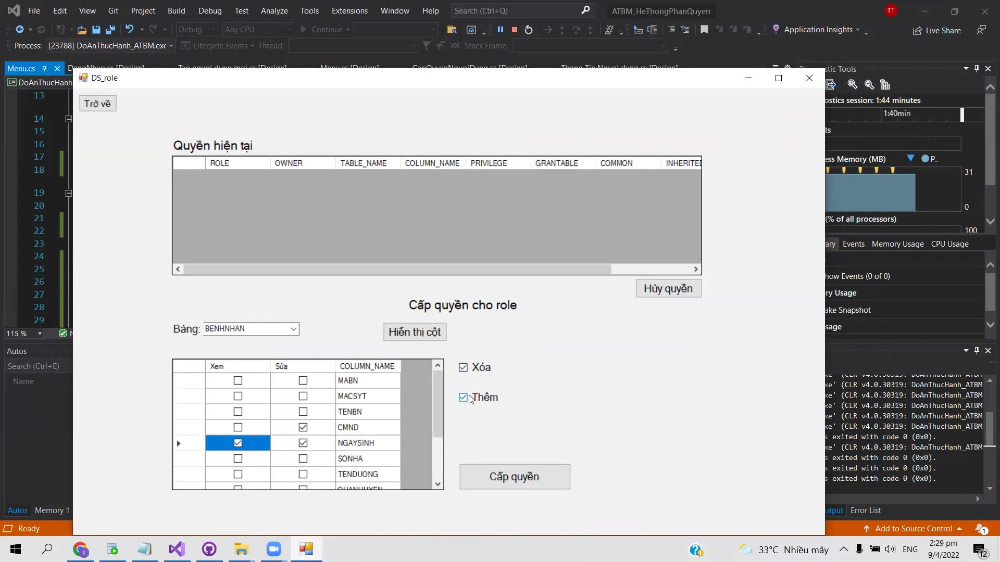 File Edit View Git Project Build Debug Test Analyze Tools Extensions Window Help Search (Ctrl+Q) ATBM_HeThongPhanQuyen TT
Debug Any CPU Continue Application Insights Live Share
Process: [23788] DoAnThucHanh_ATBM.exe Lifecycle Events Thread: Stack Frame:
Menu.cs DangNhap.cs [Design] Tao nguoi dung moi.cs [Design] Menu.cs [Design] CapQuyenNguoiDung.cs [Design] Thong Tin Nguoi dung.cs [Design] Tools
DoAnThucHanh
DS_role
Trở về
13
14
15
16
17
18
19
20
21
22
23
24
25
26
27
28
29
115 %
Quyền hiện tại
ROLE OWNER TABLE_NAME COLUMN_NAME PRIVILEGE GRANTABLE COMMON INHERITED
Hủy quyền
Cấp quyền cho role
Bảng: BENHNHAN Hiển thị cột
Xem Sửa COLUMN_NAME
MABN
MACSYT
TENBN
CMND
NGAYSINH
SONHA
TENDUONG
QUANHUYEN
Xóa
Thêm
Cấp quyền
ostics session: 1:44 minutes
1:40min
ts
ess Memory (MB) P..
31
0
(% of all processors)
100
ary Events Memory Usage CPU Usage
how Events (0 of 0)
ry Usage
ake Snapshot
sage
Autos
Search (Ctrl+E)
Name
xe' (CLR v4.0.30319: DoAnThucHanh_ATBM
xe' (CLR v4.0.30319: DoAnThucHanh_ATBM
xe' (CLR v4.0.30319: DoAnThucHanh_ATBM
xe' (CLR v4.0.30319: DoAnThucHanh_ATBM
xe' (CLR v4.0.30319: DoAnThucHanh_ATBM
xe' (CLR v4.0.30319: DoAnThucHanh_ATBM
s exited with code 0 (0x0).
xe' (CLR v4.0.30319: DoAnThucHanh_ATBM
s exited with code 0 (0x0).
s exited with code 0 (0x0).
s exited with code 0 (0x0).
Autos Memory 1 utput Error List
Ready Add to Source Control 1
33°C Nhiều mây ENG 2:29 pm
9/4/2022 12